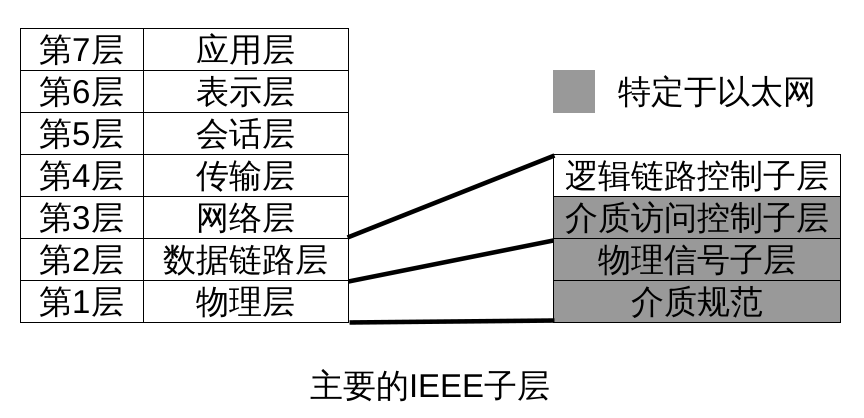 第7层 应用层
第6层 表示层
第5层 会话层
第4层 传输层
第3层 网络层
第2层 数据链路层
第1层 物理层
特定于以太网
逻辑链路控制子层
介质访问控制子层
物理信号子层
介质规范
主要的IEEE子层